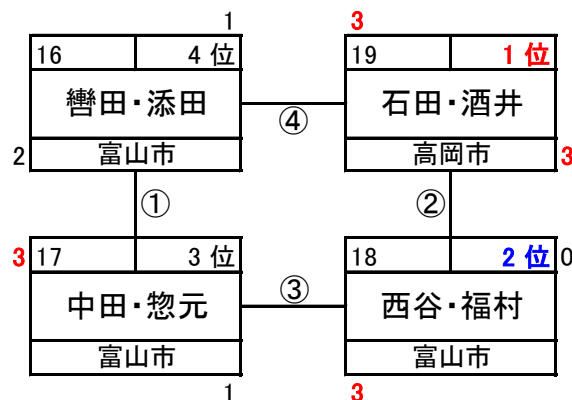 1 3
16 4 位 19 1 位
轡田・添田 石田・酒井
④
2 富山市 高岡市 3
① ②
3 17 3 位 18 2 位 0
中田・惣元 西谷・福村
③
富山市 富山市
1 3